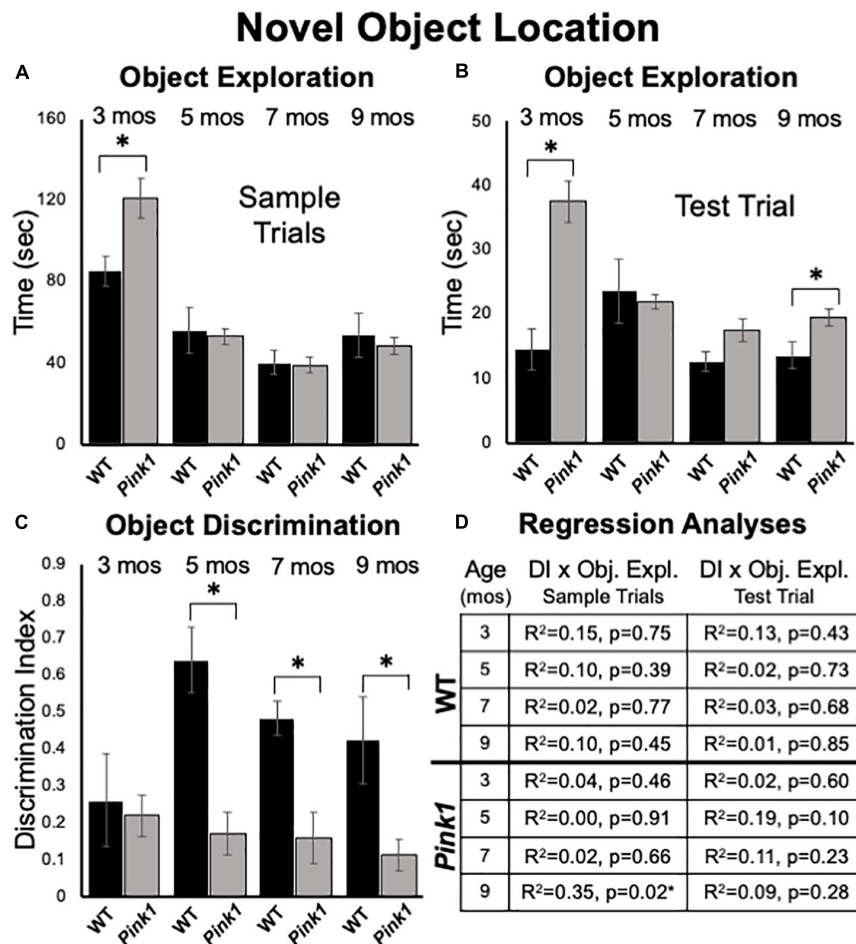 Novel Object Location
A
Object Exploration
160
120
80
40
0
Time (sec)
3 mos 5 mos 7 mos 9 mos
*
Sample
Trials
WT Pink1 WT Pink1 WT Pink1 WT Pink1
B
Object Exploration
50
40
30
20
10
0
Time (sec)
3 mos 5 mos 7 mos 9 mos
*
Test Trial
*
WT Pink1 WT Pink1 WT Pink1 WT Pink1
C
Object Discrimination
0.9
0.8
0.7
0.6
0.5
0.4
0.3
0.2
0.1
0
Discrimination Index
3 mos 5 mos 7 mos 9 mos
* * *
WT Pink1 WT Pink1 WT Pink1 WT Pink1
D
Regression Analyses
Age DI x Obj. Expl. DI x Obj. Expl.
(mos) Sample Trials Test Trial
WT
3 R²=0.15, p=0.75 R²=0.13, p=0.43
5 R²=0.10, p=0.39 R²=0.02, p=0.73
7 R²=0.02, p=0.77 R²=0.03, p=0.68
9 R²=0.10, p=0.45 R²=0.01, p=0.85
Pink1
3 R²=0.04, p=0.46 R²=0.02, p=0.60
5 R²=0.00, p=0.91 R²=0.19, p=0.10
7 R²=0.02, p=0.66 R²=0.11, p=0.23
9 R²=0.35, p=0.02* R²=0.09, p=0.28